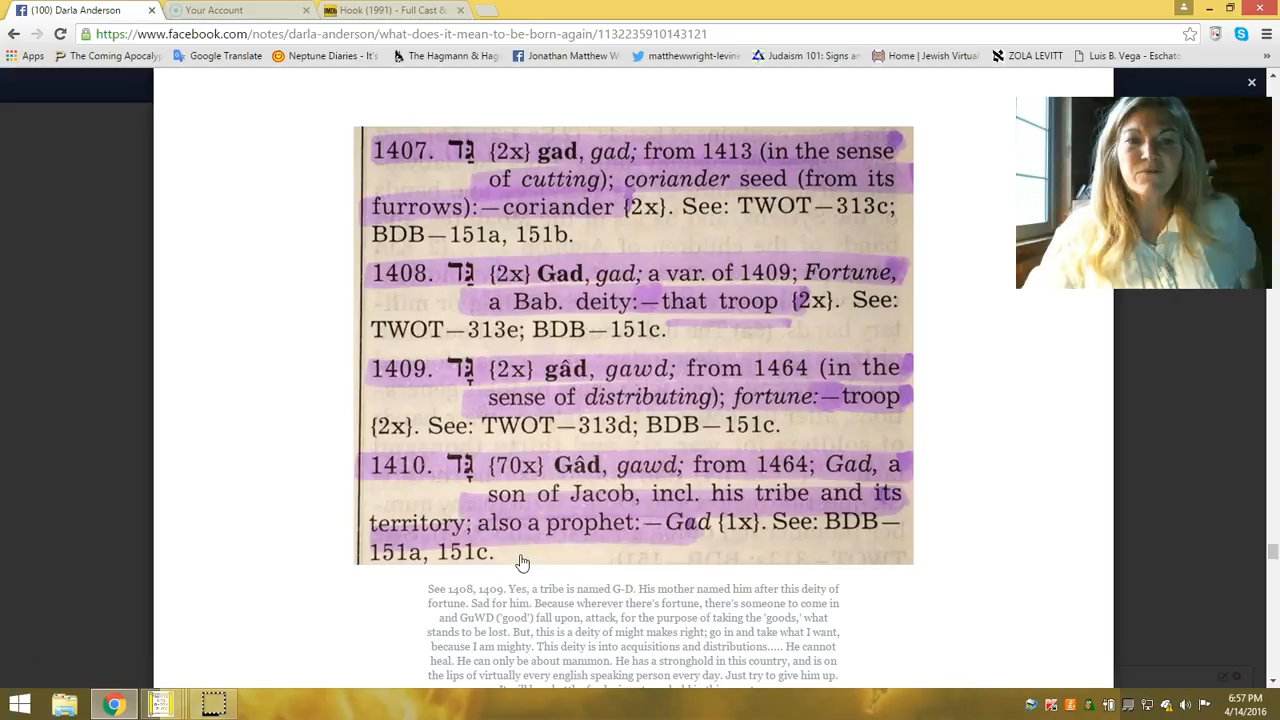 (100) Darla Anderson
Your Account
Hook (1991) - Full Cast &
https://www.facebook.com/notes/darla-anderson/what-does-it-mean-to-be-born-again/1132235910143121
Apps
The Coming Apocalyp
Google Translate
Neptune Diaries - It's
The Hagmann & Hag
Jonathan Matthew W
matthewwright-levine
Judaism 101: Signs an
Home | Jewish Virtual
ZOLA LEVITT
Luis B. Vega - Eschato
1407. גַּד {2x} gad, gad; from 1413 (in the sense
of cutting); coriander seed (from its
furrows):—coriander {2x}. See: TWOT—313c;
BDB—151a, 151b.
1408. גַּד {2x} Gad, gad; a var. of 1409; Fortune,
a Bab. deity:—that troop {2x}. See:
TWOT—313e; BDB—151c.
1409. גָּד {2x} gâd, gawd; from 1464 (in the
sense of distributing); fortune:—troop
{2x}. See: TWOT—313d; BDB—151c.
1410. גָּד {70x} Gâd, gawd; from 1464; Gad, a
son of Jacob, incl. his tribe and its
territory; also a prophet:—Gad {1x}. See: BDB—
151a, 151c.
See 1408, 1409. Yes, a tribe is named G-D. His mother named him after this deity of
fortune. Sad for him. Because wherever there's fortune, there's someone to come in
and GuWD ('good') fall upon, attack, for the purpose of taking the 'goods,' what
stands to be lost. But, this is a deity of might makes right; go in and take what I want,
because I am mighty. This deity is into acquisitions and distributions..... He cannot
heal. He can only be about mammon. He has a stronghold in this country, and is on
the lips of virtually every english speaking person every day. Just try to give him up.
6:57 PM
4/14/2016